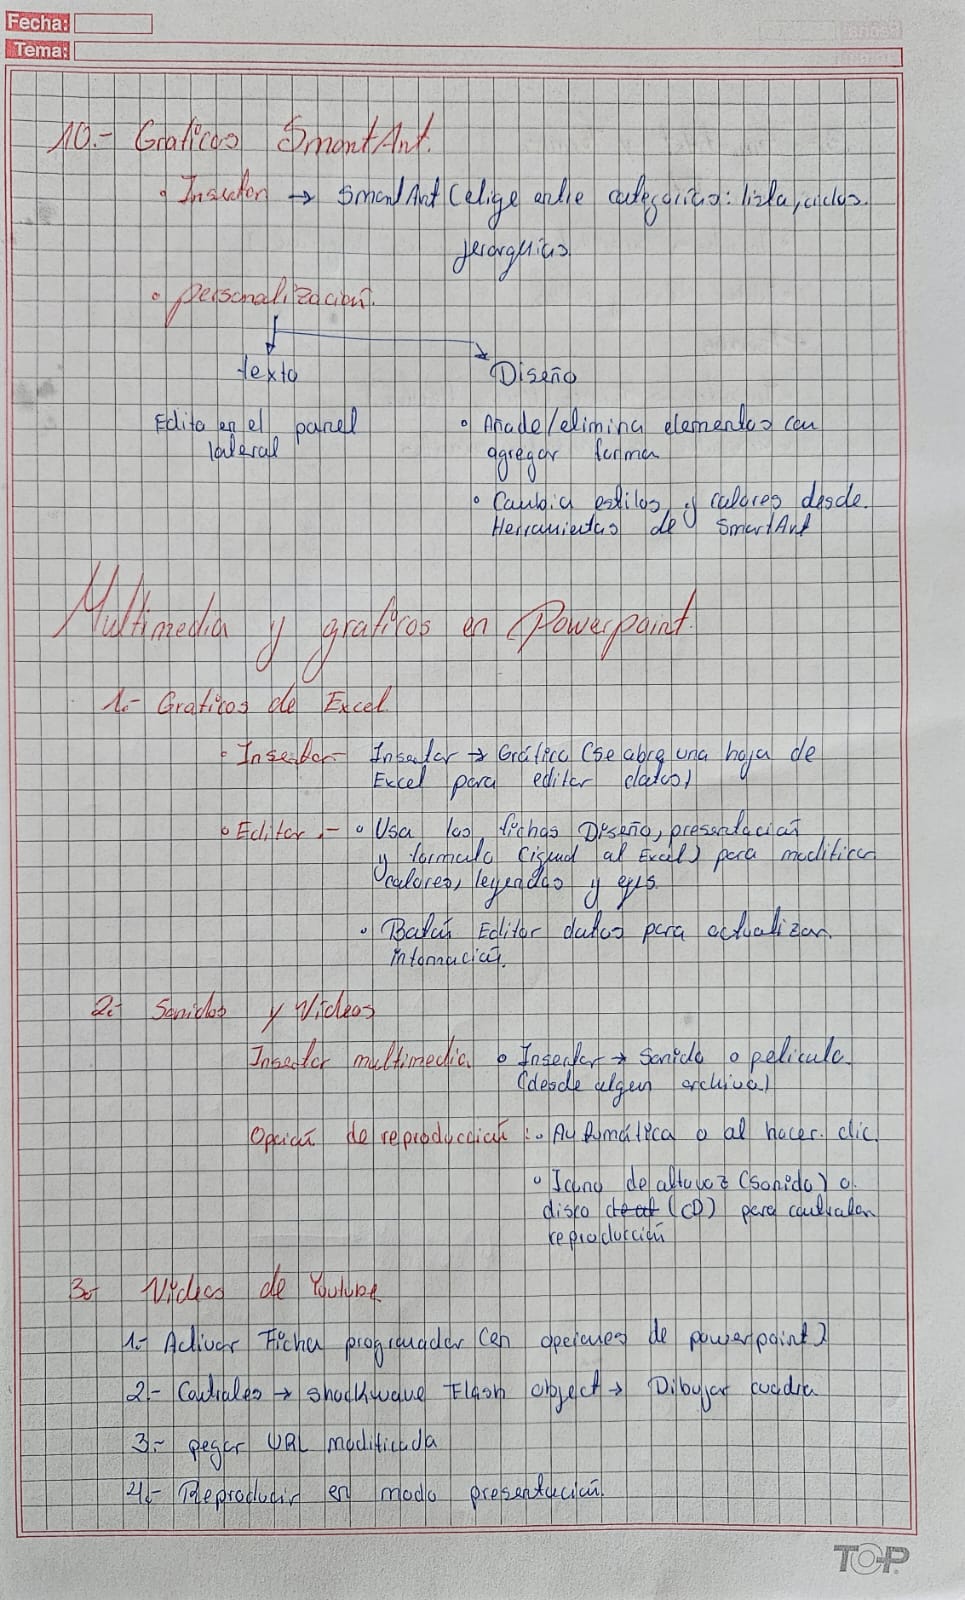 Fecha:
Tema:
10.- Graficos SmartArt.
• Insertar → SmartArt (elige entre categorías: lista, ciclos.
jerarquías.
• personalización.
texto
Diseño
Edita en el panel
lateral
• Añade/elimina elementos con
agregar forma
• Cambia estilos y colores desde.
Herramientas de SmartArt
Multimedia y graficos en Powerpoint.
1.- Graficos de Excel
• Insertar- Insertar → Gráfico (se abre una hoja de
Excel para editar datos)
• Editar.- • Usa las fichas Diseño, presentación
y formato (igual al Excel) para modificar
colores, leyendas y ejes.
• Botón Editar datos para actualizar.
información.
2.- Sonidos y Videos
Insertar multimedia. • Insertar → Sonido o película.
(desde algen archivo)
Opción de reproducción: • Automática o al hacer. clic.
• Icono de altavoz (sonido) o.
disco (CD) para controlar
reproducción
3.- Videos de Youtube
1.- Activar Ficha programador (en opciones de powerpoint)
2.- Controles → shockwave Flash object → Dibujar cuadro
3.- pegar URL modificada
4.- Reproducir en modo presentación.
TOP